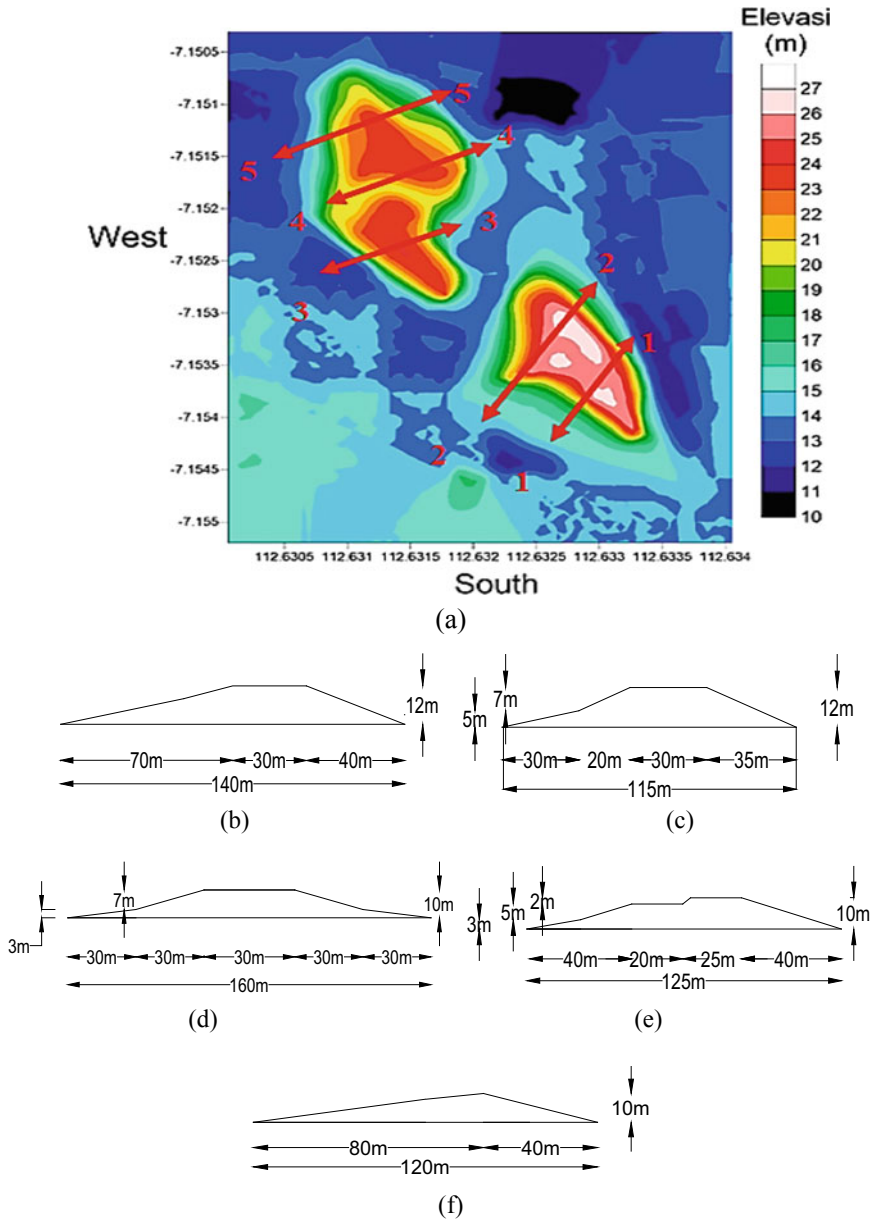 Elevasi
(m)
-7.1505
-7.151
-7.1515
-7.152
-7.1525
-7.153
-7.1535
-7.154
-7.1545
-7.155
West
5
5
4
4
3
3
2
2
1
1
27
26
25
24
23
22
21
20
19
18
17
16
15
14
13
12
11
10
112.6305 112.631 112.6315 112.632 112.6325 112.633 112.6335 112.634
South
(a)
12m
70m 30m 40m
140m
(b)
7m
5m
12m
30m 20m 30m 35m
115m
(c)
7m
3m
10m
30m 30m 30m 30m 30m
160m
(d)
3m
5m
2m
10m
40m 20m 25m 40m
125m
(e)
10m
80m 40m
120m
(f)